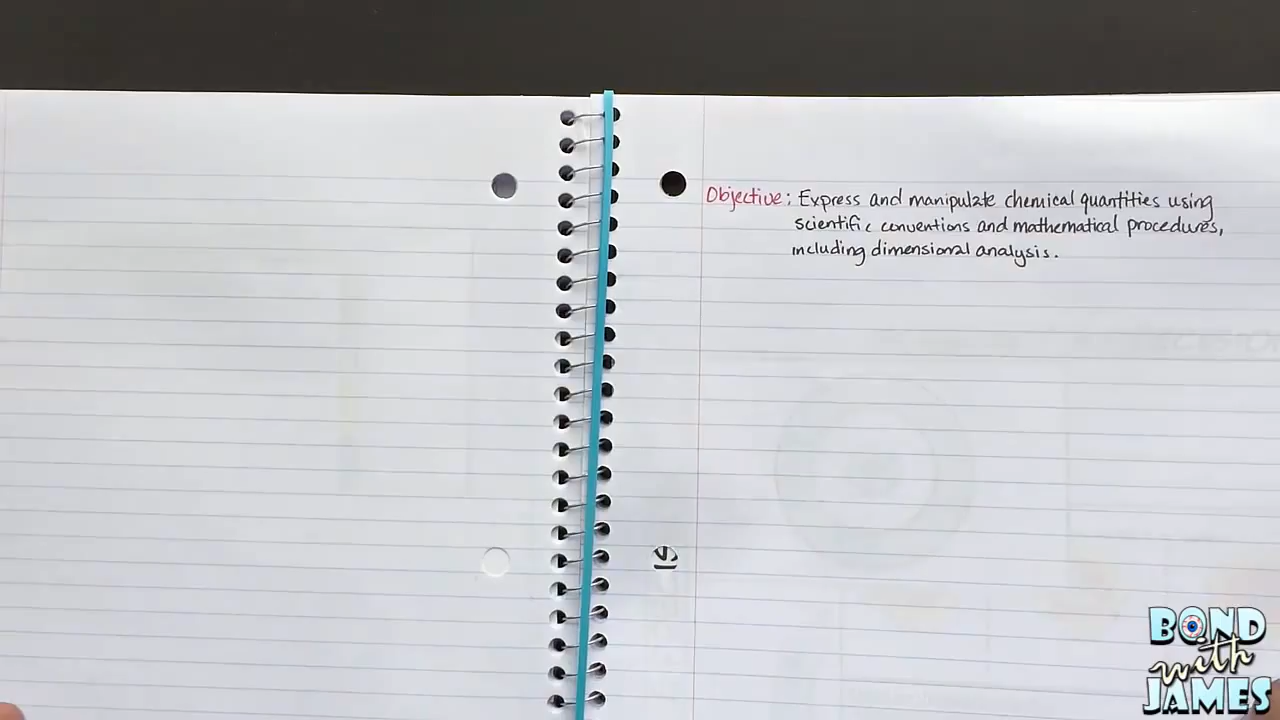 Objective: Express and manipulate chemical quantities using
scientific conventions and mathematical procedures,
including dimensional analysis.
BOND
with
JAMES